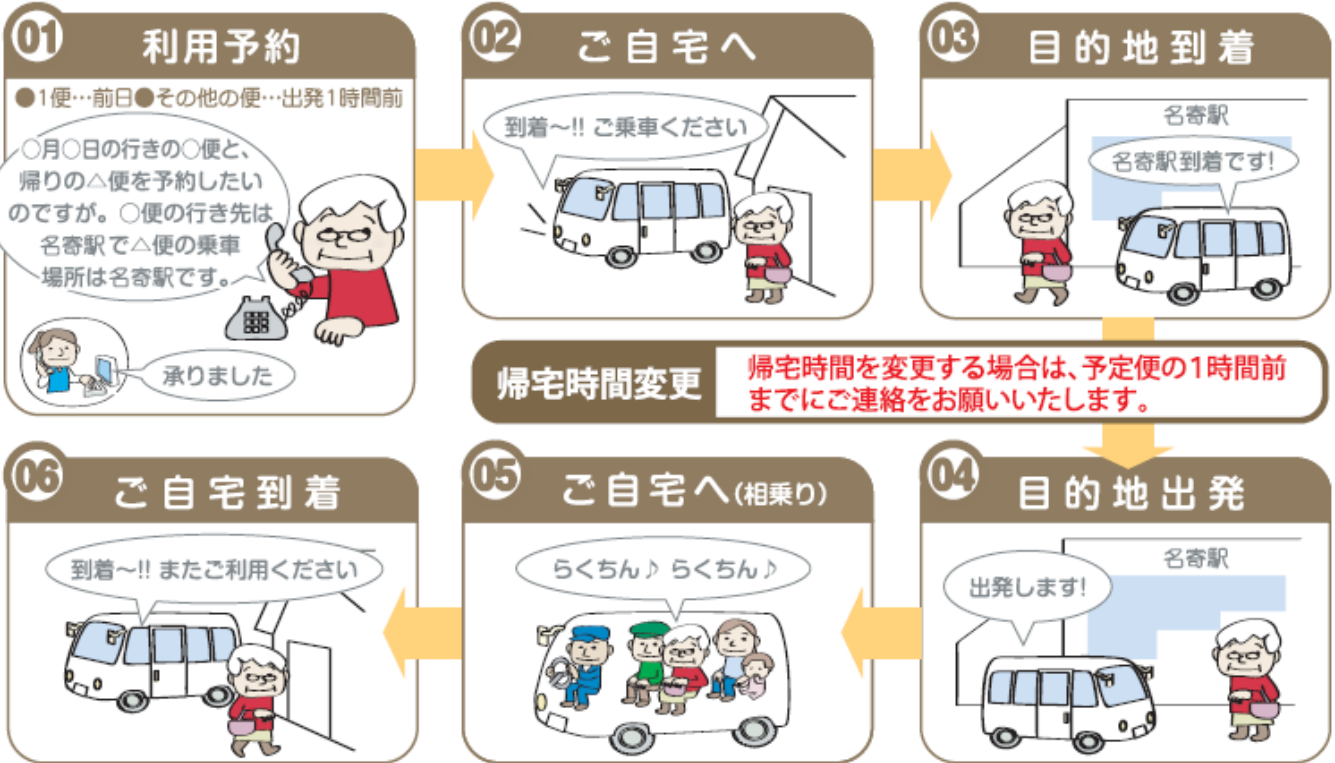 01 利用予約
●1便…前日●その他の便…出発1時間前
○月○日の行きの○便と、
帰りの△便を予約したい
のですが。○便の行き先は
名寄駅で△便の乗車
場所は名寄駅です。
承りました
02 ご自宅へ
到着〜!! ご乗車ください
03 目的地到着
名寄駅
名寄駅到着です!
帰宅時間変更
帰宅時間を変更する場合は、予定便の1時間前
までにご連絡をお願いいたします。
04 目的地出発
名寄駅
出発します!
05 ご自宅へ(相乗り)
らくちん♪ らくちん♪
06 ご自宅到着
到着〜!! またご利用ください